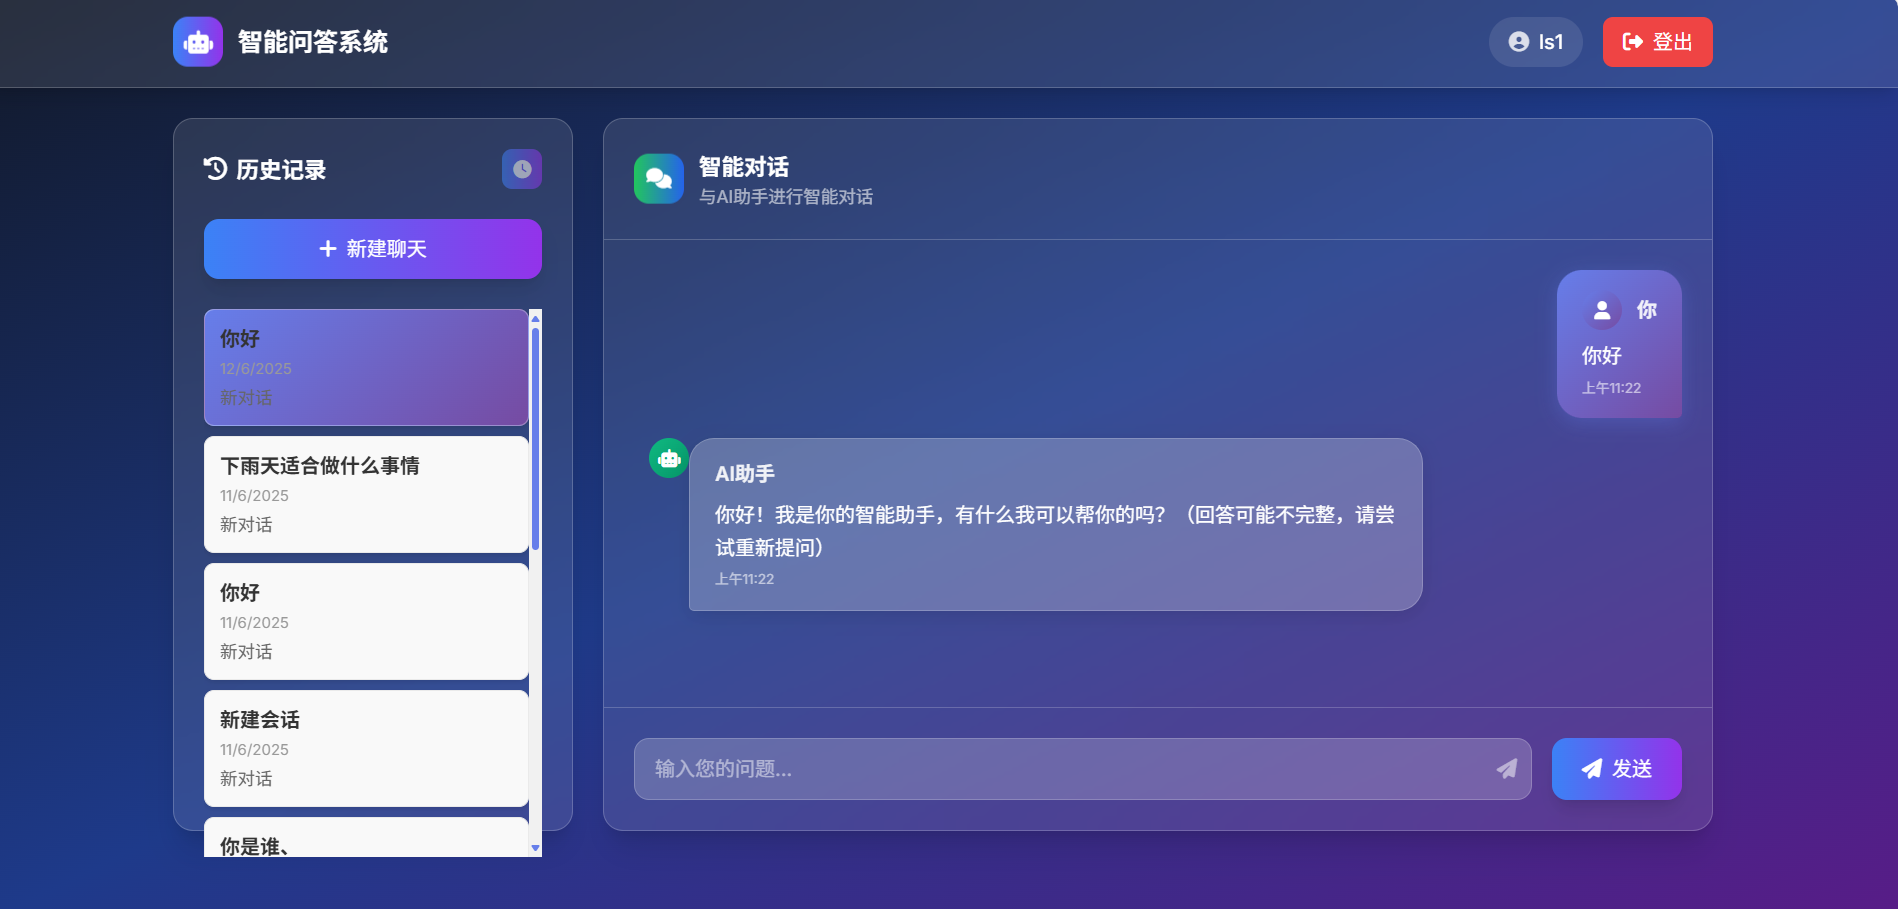 智能问答系统
ls1
登出
历史记录
新建聊天
你好
12/6/2025
新对话
下雨天适合做什么事情
11/6/2025
新对话
你好
11/6/2025
新对话
新建会话
11/6/2025
新对话
你是谁、
智能对话
与AI助手进行智能对话
你
你好
上午11:22
AI助手
你好！我是你的智能助手，有什么我可以帮你的吗？（回答可能不完整，请尝
试重新提问）
上午11:22
输入您的问题...
发送